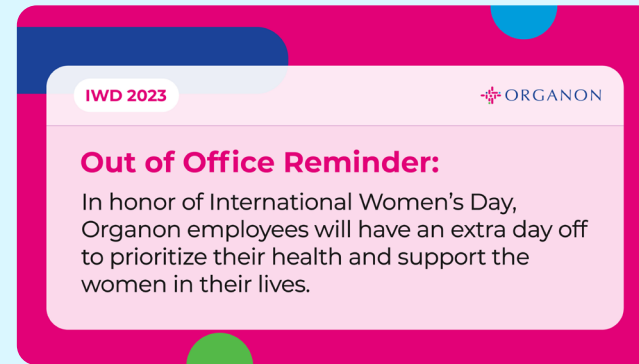 IWD 2023
ORGANON
Out of Office Reminder:
In honor of International Women’s Day,
Organon employees will have an extra day off
to prioritize their health and support the
women in their lives.